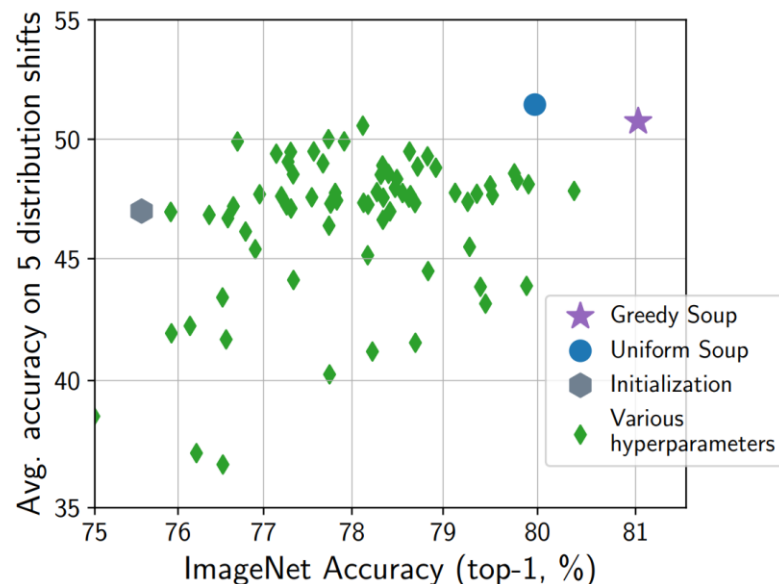 55
50
45
40
35
Avg. accuracy on 5 distribution shifts
75 76 77 78 79 80 81
ImageNet Accuracy (top-1, %)
Greedy Soup
Uniform Soup
Initialization
Various
hyperparameters